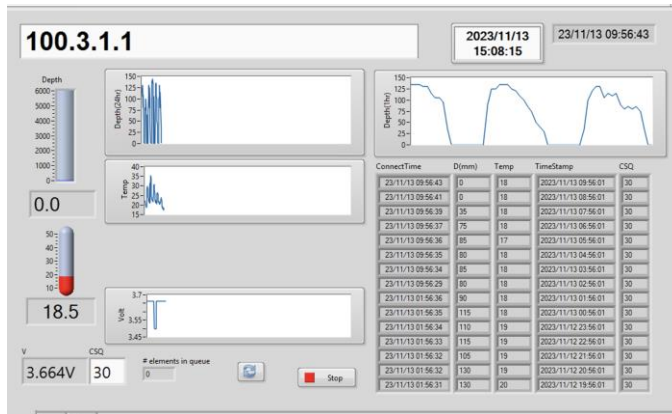 100.3.1.1
2023/11/13
15:08:15
23/11/13 09:56:43
Depth
6000
5000
4000
3000
2000
1000
0
0.0
50
40
30
20
10
18.5
V
3.664V
CSQ
30
# elements in queue
0
Stop
Depth(24hr)
150
125
100
75
50
25
0
Temp
40
35
30
25
20
15
Volt
3.7
3.55
3.45
Depth(1hr)
150
125
100
75
50
25
0
ConnectTime D(mm) Temp TimeStamp CSQ
23/11/13 09:56:43 0 18 2023/11/13 09:56:01 30
23/11/13 09:56:41 0 18 2023/11/13 08:56:01 30
23/11/13 09:56:39 35 18 2023/11/13 07:56:01 30
23/11/13 09:56:37 75 18 2023/11/13 06:56:01 30
23/11/13 09:56:36 85 17 2023/11/13 05:56:01 30
23/11/13 09:56:35 80 18 2023/11/13 04:56:01 30
23/11/13 09:56:34 85 18 2023/11/13 03:56:01 30
23/11/13 09:56:29 80 18 2023/11/13 02:56:01 30
23/11/13 01:56:36 90 18 2023/11/13 01:56:01 30
23/11/13 01:56:35 115 18 2023/11/13 00:56:01 30
23/11/13 01:56:34 110 19 2023/11/12 23:56:01 30
23/11/13 01:56:33 115 19 2023/11/12 22:56:01 30
23/11/13 01:56:32 105 19 2023/11/12 21:56:01 30
23/11/13 01:56:32 130 19 2023/11/12 20:56:01 30
23/11/13 01:56:31 130 20 2023/11/12 19:56:01 30